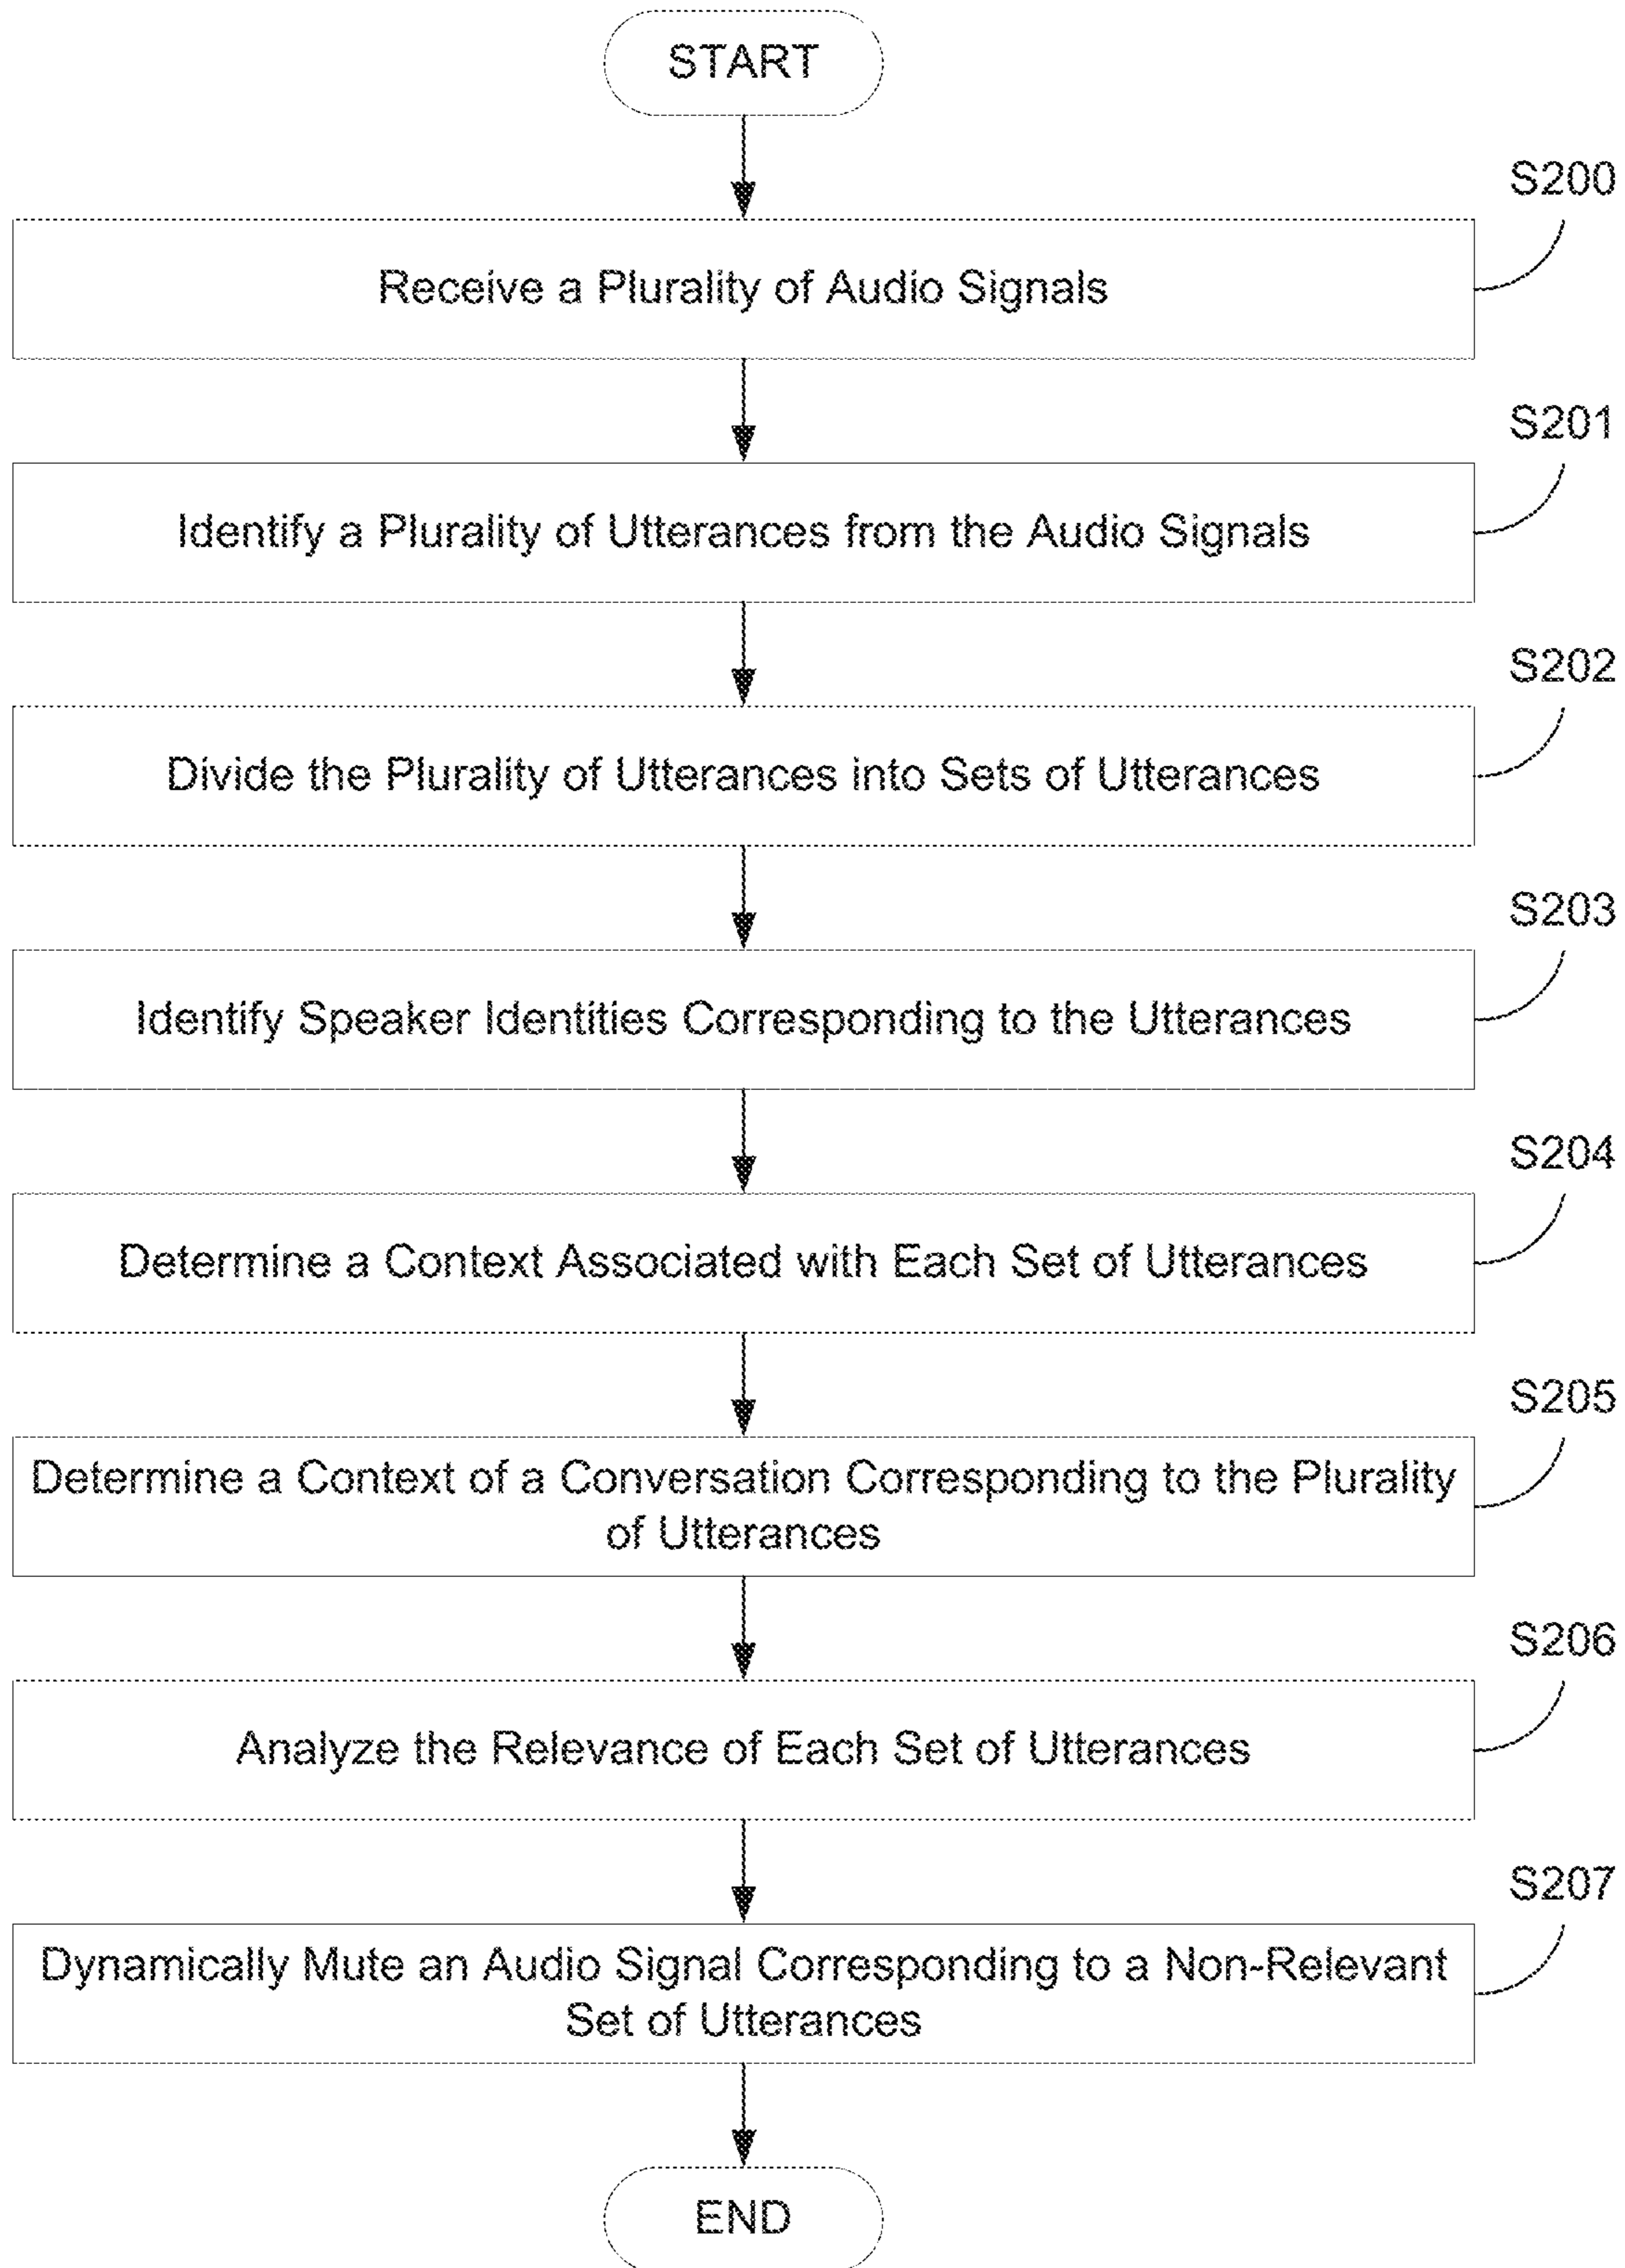 START
S200
Receive a Plurality of Audio Signals
S201
Identify a Plurality of Utterances from the Audio Signals
S202
Divide the Plurality of Utterances into Sets of Utterances
S203
Identify Speaker Identities Corresponding to the Utterances
S204
Determine a Context Associated with Each Set of Utterances
S205
Determine a Context of a Conversation Corresponding to the Plurality
of Utterances
S206
Analyze the Relevance of Each Set of Utterances
S207
Dynamically Mute an Audio Signal Corresponding to a Non-Relevant
Set of Utterances
END